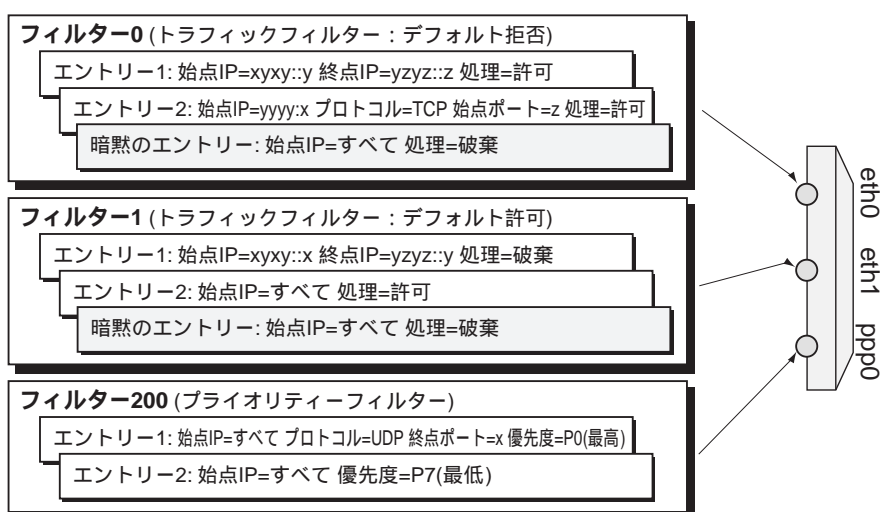 フィルター0 (トラフィックフィルター：デフォルト拒否)
エントリー1: 始点IP=xyxy::y 終点IP=yzyz::z 処理=許可
エントリー2: 始点IP=yyyy:x プロトコル=TCP 始点ポート=z 処理=許可
暗黙のエントリー: 始点IP=すべて 処理=破棄
フィルター1 (トラフィックフィルター：デフォルト許可)
エントリー1: 始点IP=xyxy::x 終点IP=yzyz::y 処理=破棄
エントリー2: 始点IP=すべて 処理=許可
暗黙のエントリー: 始点IP=すべて 処理=破棄
フィルター200 (プライオリティーフィルター)
エントリー1: 始点IP=すべて プロトコル=UDP 終点ポート=x 優先度=P0(最高)
エントリー2: 始点IP=すべて 優先度=P7(最低)
eth0
eth1
ppp0